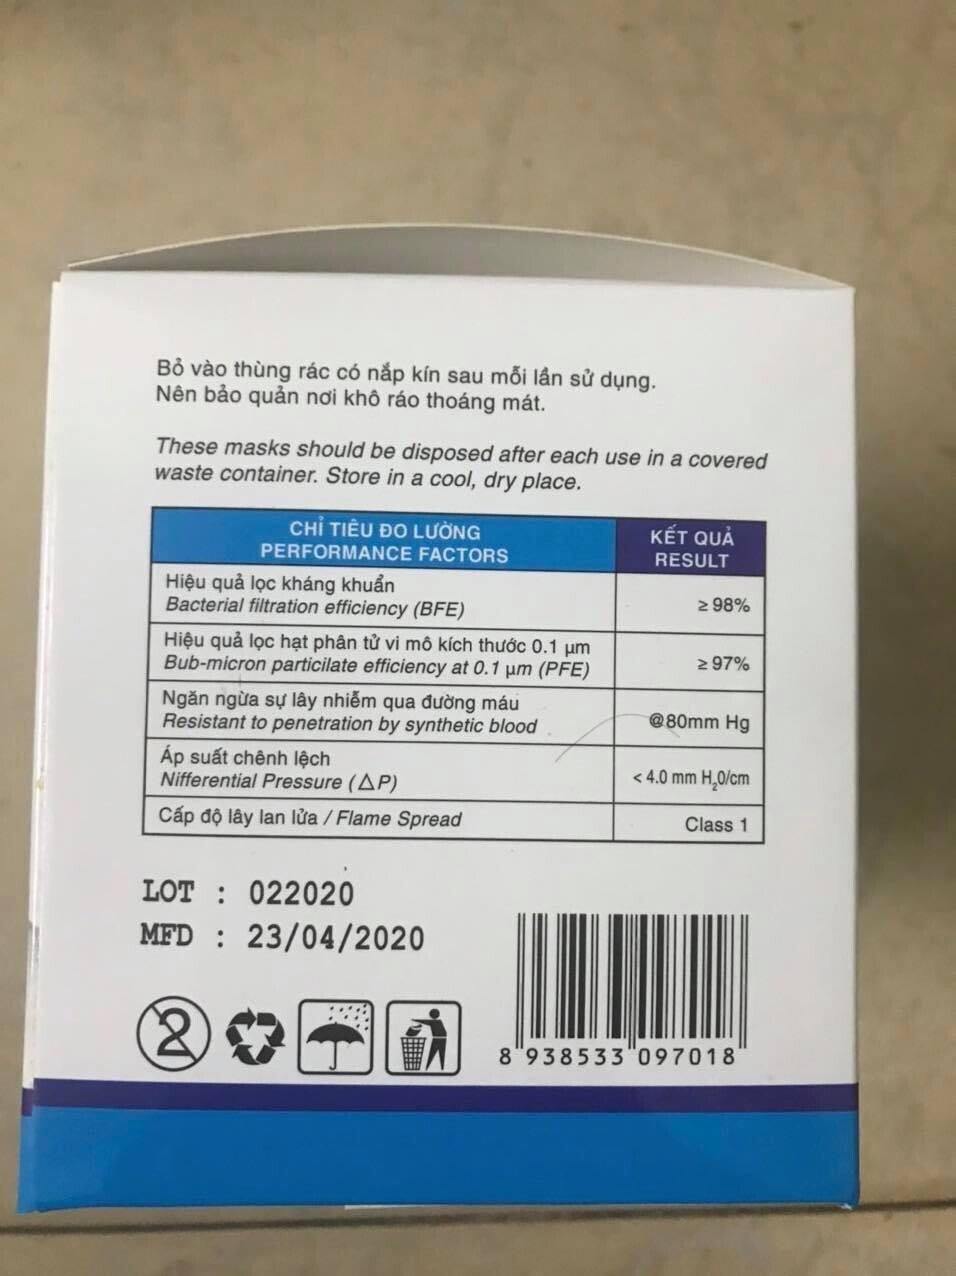 Bỏ vào thùng rác có nắp kín sau mỗi lần sử dụng.
Nên bảo quản nơi khô ráo thoáng mát.
These masks should be disposed after each use in a covered
waste container. Store in a cool, dry place.
CHỈ TIÊU ĐO LƯỜNG
PERFORMANCE FACTORS
KẾT QUẢ
RESULT
Hiệu quả lọc kháng khuẩn
Bacterial filtration efficiency (BFE)
≥ 98%
Hiệu quả lọc hạt phân tử vi mô kích thước 0.1 µm
Bub-micron particilate efficiency at 0.1 µm (PFE)
≥ 97%
Ngăn ngừa sự lây nhiễm qua đường máu
Resistant to penetration by synthetic blood
@80mm Hg
Áp suất chênh lệch
Nifferential Pressure (△P)
< 4.0 mm H₂0/cm
Cấp độ lây lan lửa / Flame Spread
Class 1
LOT : 022020
MFD : 23/04/2020
2
8 938533 097018